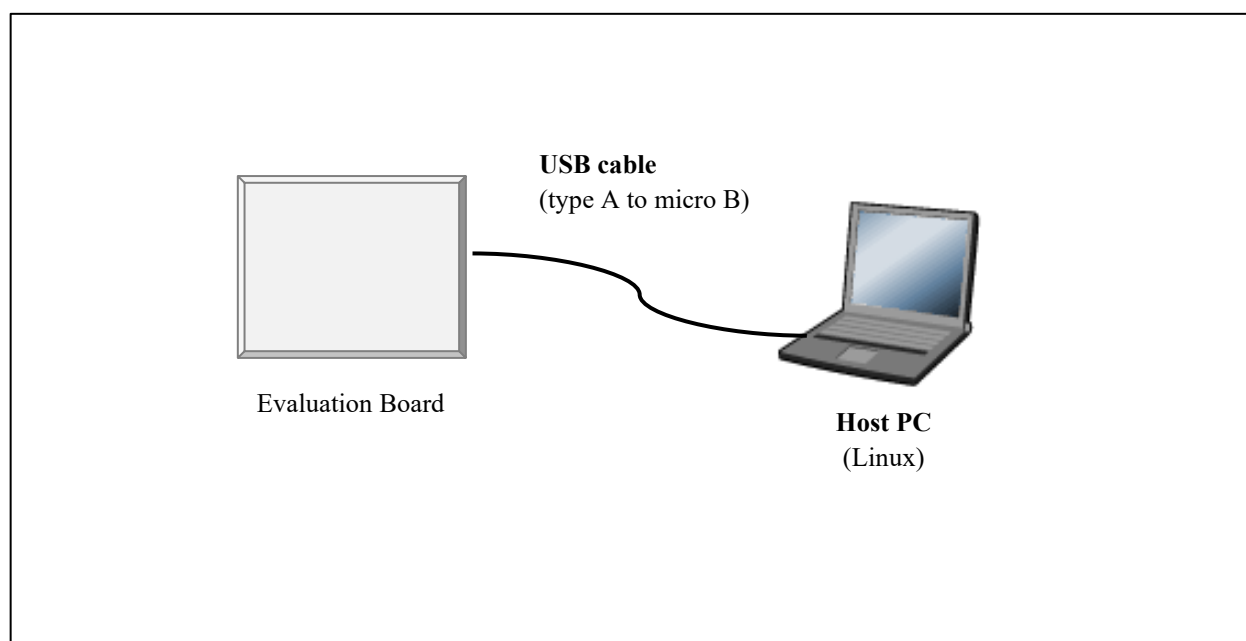 USB cable
(type A to micro B)
Evaluation Board
Host PC
(Linux)